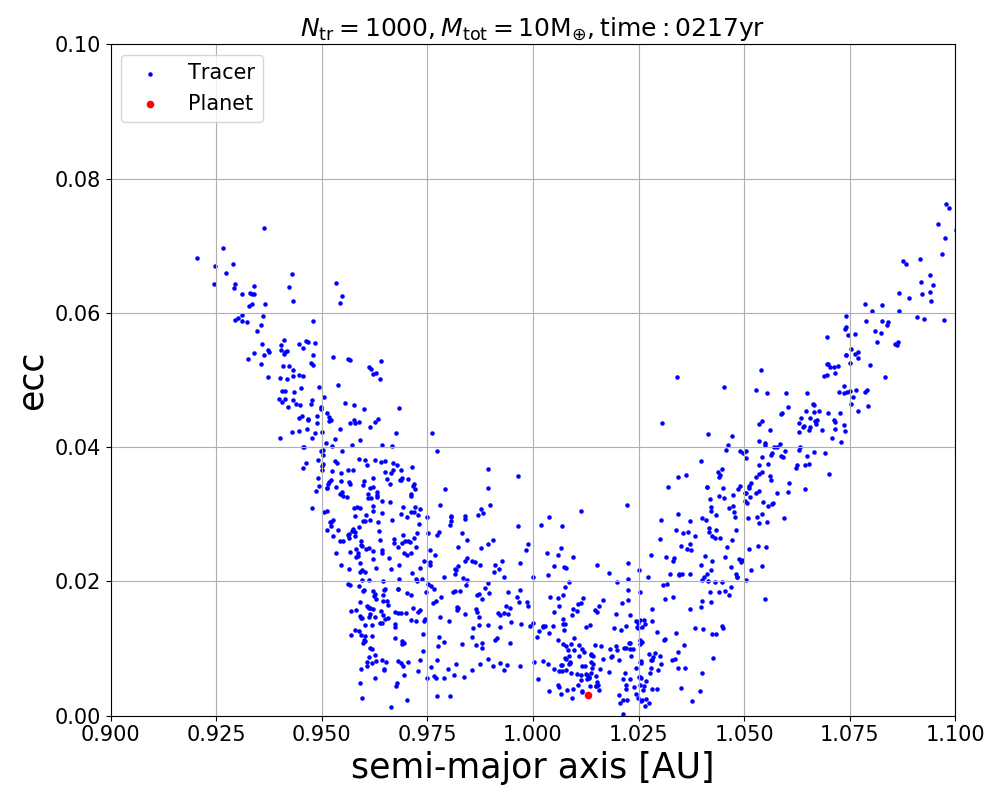 N_tr = 1000, M_tot = 10M_⊕, time : 0217yr
Tracer
Planet
ecc
0.10
0.08
0.06
0.04
0.02
0.00
0.900 0.925 0.950 0.975 1.000 1.025 1.050 1.075 1.100
semi-major axis [AU]